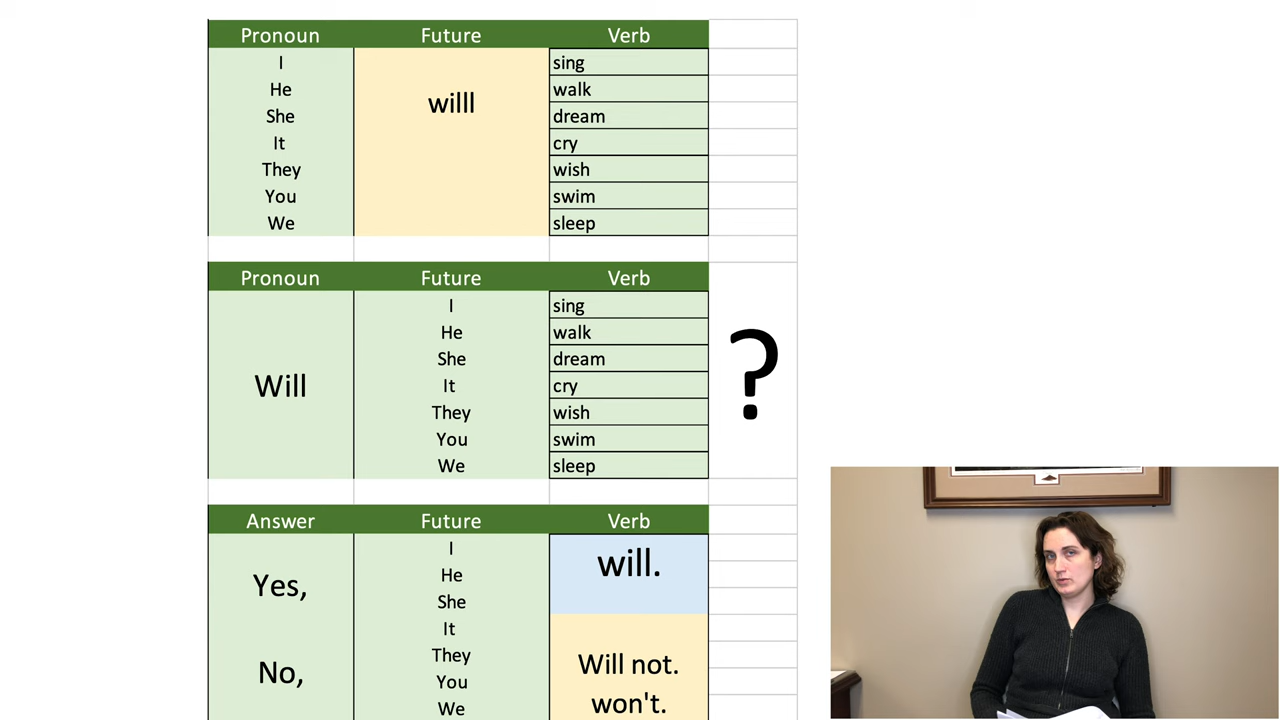 Pronoun Future Verb
I willl sing
He walk
She dream
It cry
They wish
You swim
We sleep
Pronoun Future Verb
Will I sing ?
He walk
She dream
It cry
They wish
You swim
We sleep
Answer Future Verb
Yes, I will.
He
She
No, It Will not.
They won't.
You
We